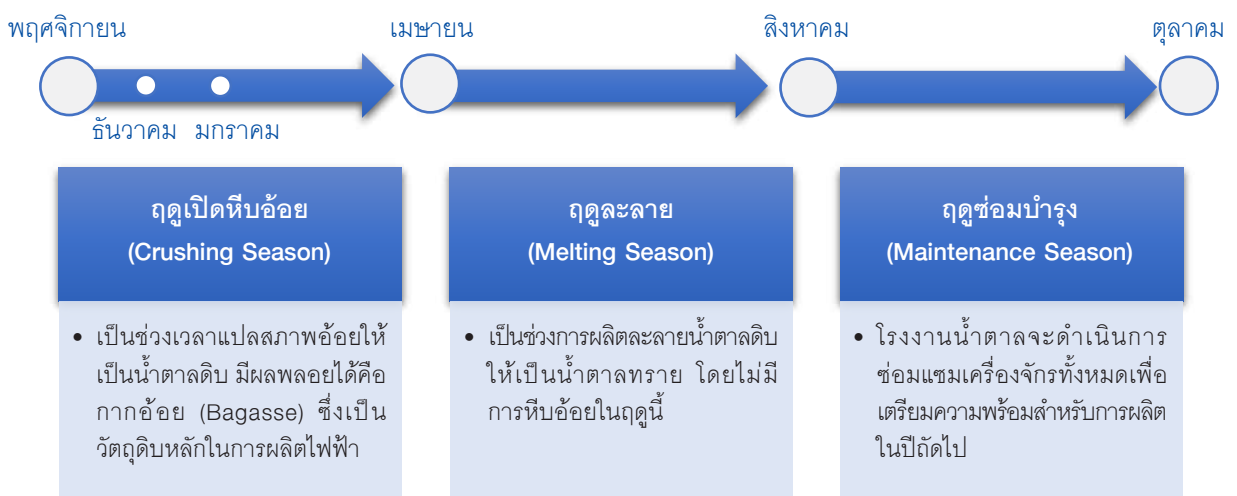 พฤศจิกายน เมษายน สิงหาคม ตุลาคม
ธันวาคม มกราคม
ฤดูเปิดหีบอ้อย
(Crushing Season)
• เป็นช่วงเวลาแปลสภาพอ้อยให้
เป็นน้ำตาลดิบ มีผลพลอยได้คือ
กากอ้อย (Bagasse) ซึ่งเป็น
วัตถุดิบหลักในการผลิตไฟฟ้า
ฤดูละลาย
(Melting Season)
• เป็นช่วงการผลิตละลายน้ำตาลดิบ
ให้เป็นน้ำตาลทราย โดยไม่มี
การหีบอ้อยในฤดูนี้
ฤดูซ่อมบำรุง
(Maintenance Season)
• โรงงานน้ำตาลจะดำเนินการ
ซ่อมแซมเครื่องจักรทั้งหมดเพื่อ
เตรียมความพร้อมสำหรับการผลิต
ในปีถัดไป